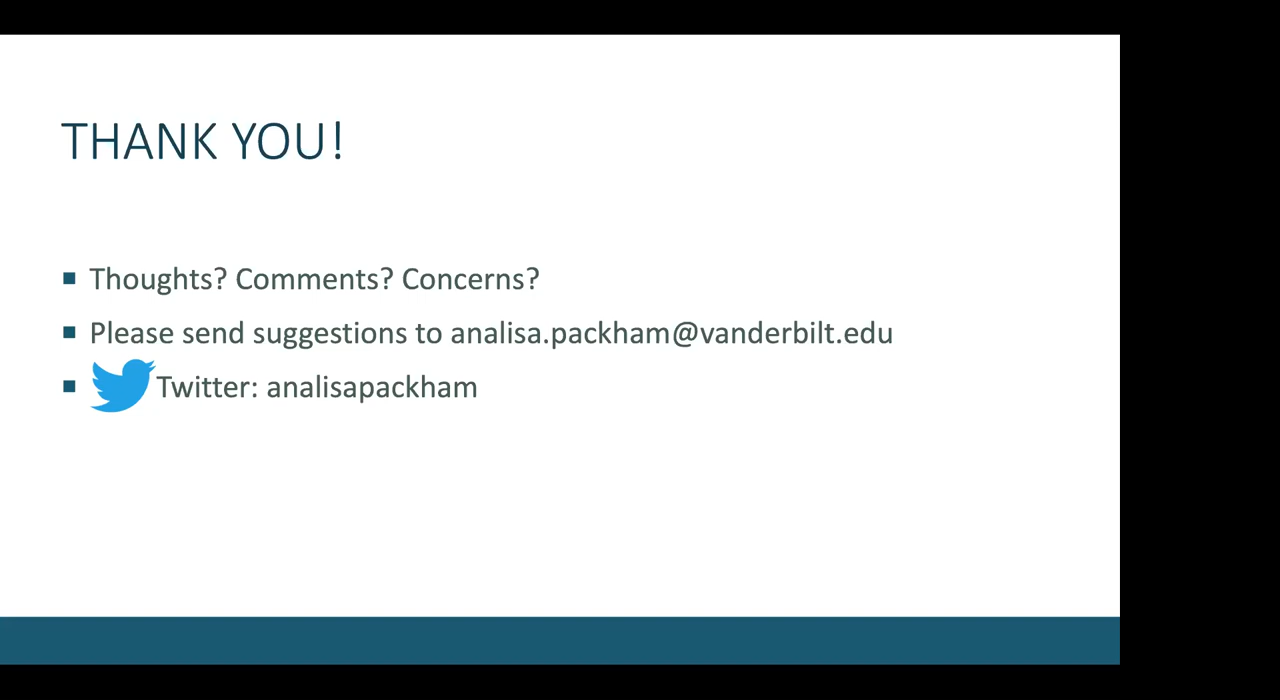 THANK YOU!
Thoughts? Comments? Concerns?
Please send suggestions to analisa.packham@vanderbilt.edu
Twitter: analisapackham